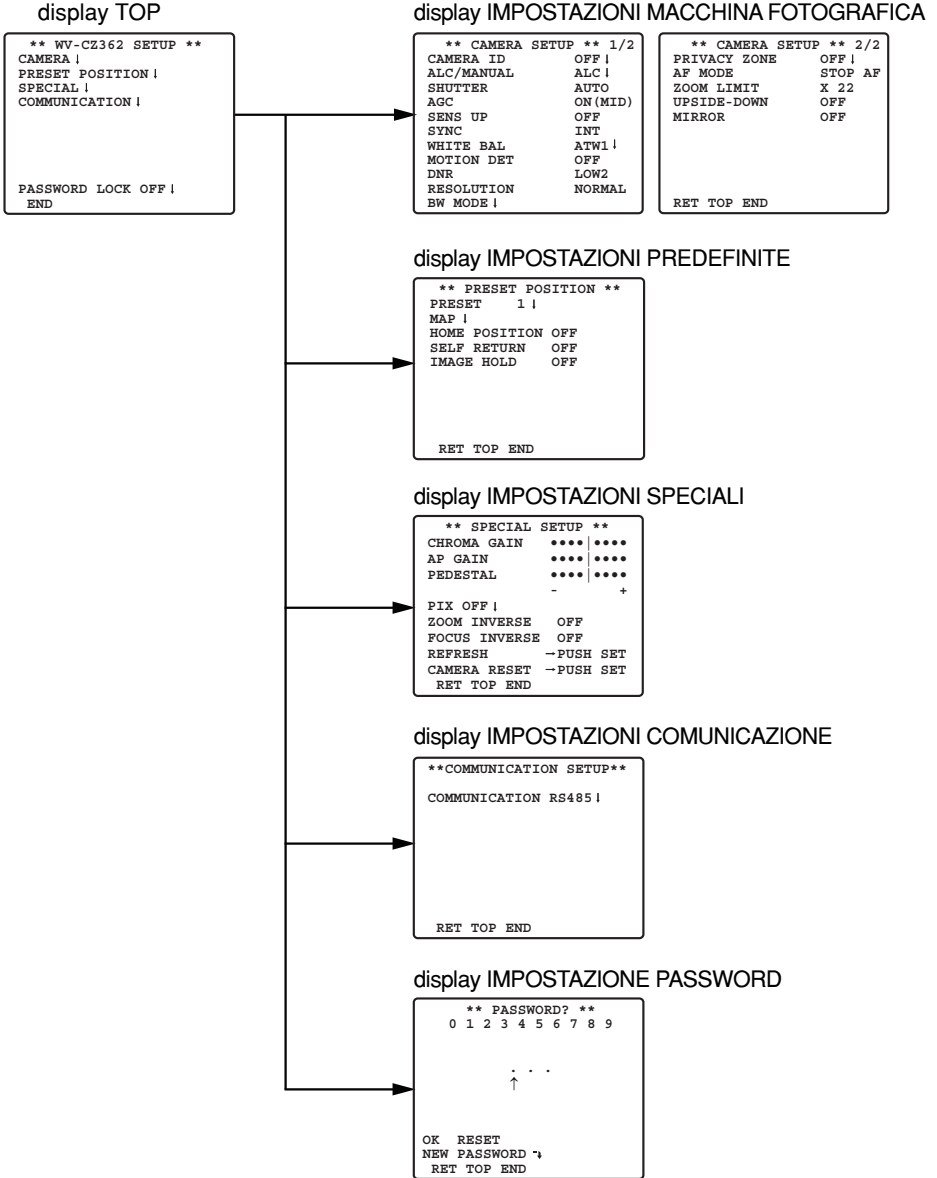 display TOP
** WV-CZ362 SETUP **
CAMERA↓
PRESET POSITION↓
SPECIAL↓
COMMUNICATION↓
PASSWORD LOCK OFF↓
END
display IMPOSTAZIONI MACCHINA FOTOGRAFICA
** CAMERA SETUP ** 1/2
CAMERA ID OFF↓
ALC/MANUAL ALC↓
SHUTTER AUTO
AGC ON(MID)
SENS UP OFF
SYNC INT
WHITE BAL ATW1↓
MOTION DET OFF
DNR LOW2
RESOLUTION NORMAL
BW MODE↓
** CAMERA SETUP ** 2/2
PRIVACY ZONE OFF↓
AF MODE STOP AF
ZOOM LIMIT X 22
UPSIDE-DOWN OFF
MIRROR OFF
RET TOP END
display IMPOSTAZIONI PREDEFINITE
** PRESET POSITION **
PRESET 1↓
MAP↓
HOME POSITION OFF
SELF RETURN OFF
IMAGE HOLD OFF
RET TOP END
display IMPOSTAZIONI SPECIALI
** SPECIAL SETUP **
CHROMA GAIN ••••|••••
AP GAIN ••••|••••
PEDESTAL ••••|••••
- +
PIX OFF↓
ZOOM INVERSE OFF
FOCUS INVERSE OFF
REFRESH →PUSH SET
CAMERA RESET →PUSH SET
RET TOP END
display IMPOSTAZIONI COMUNICAZIONE
**COMMUNICATION SETUP**
COMMUNICATION RS485↓
RET TOP END
display IMPOSTAZIONE PASSWORD
** PASSWORD? **
0 1 2 3 4 5 6 7 8 9
. . .
↑
OK RESET
NEW PASSWORD ↴
RET TOP END